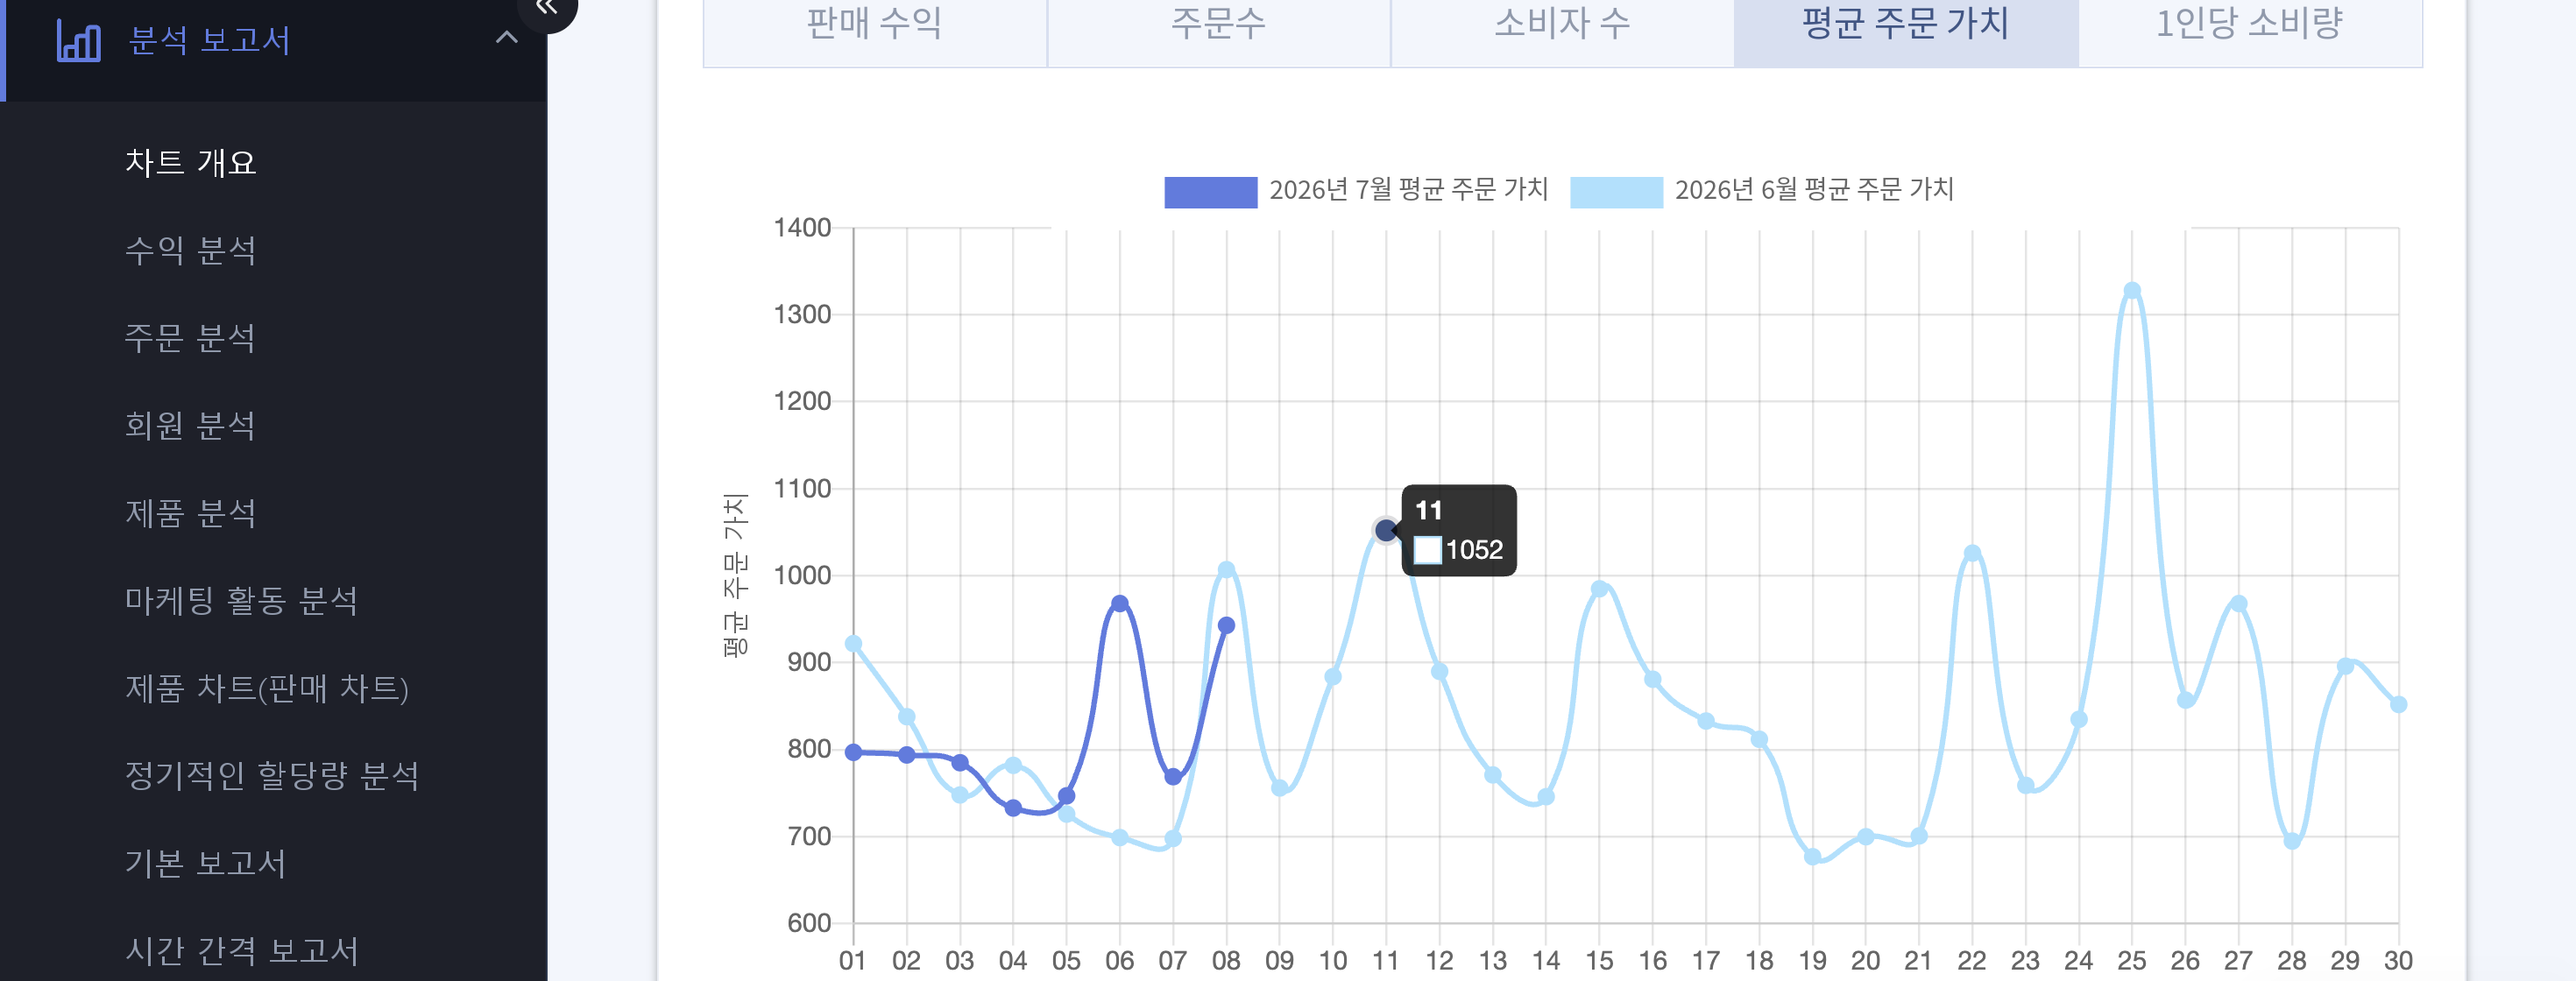 분석 보고서
차트 개요
수익 분석
주문 분석
회원 분석
제품 분석
마케팅 활동 분석
제품 차트(판매 차트)
정기적인 할당량 분석
기본 보고서
시간 간격 보고서
판매 수익 주문수 소비자 수 평균 주문 가치 1인당 소비량
2026년 7월 평균 주문 가치 2026년 6월 평균 주문 가치
평균 주문 가치
1400
1300
1200
1100
1000
900
800
700
600
11
1052
01 02 03 04 05 06 07 08 09 10 11 12 13 14 15 16 17 18 19 20 21 22 23 24 25 26 27 28 29 30